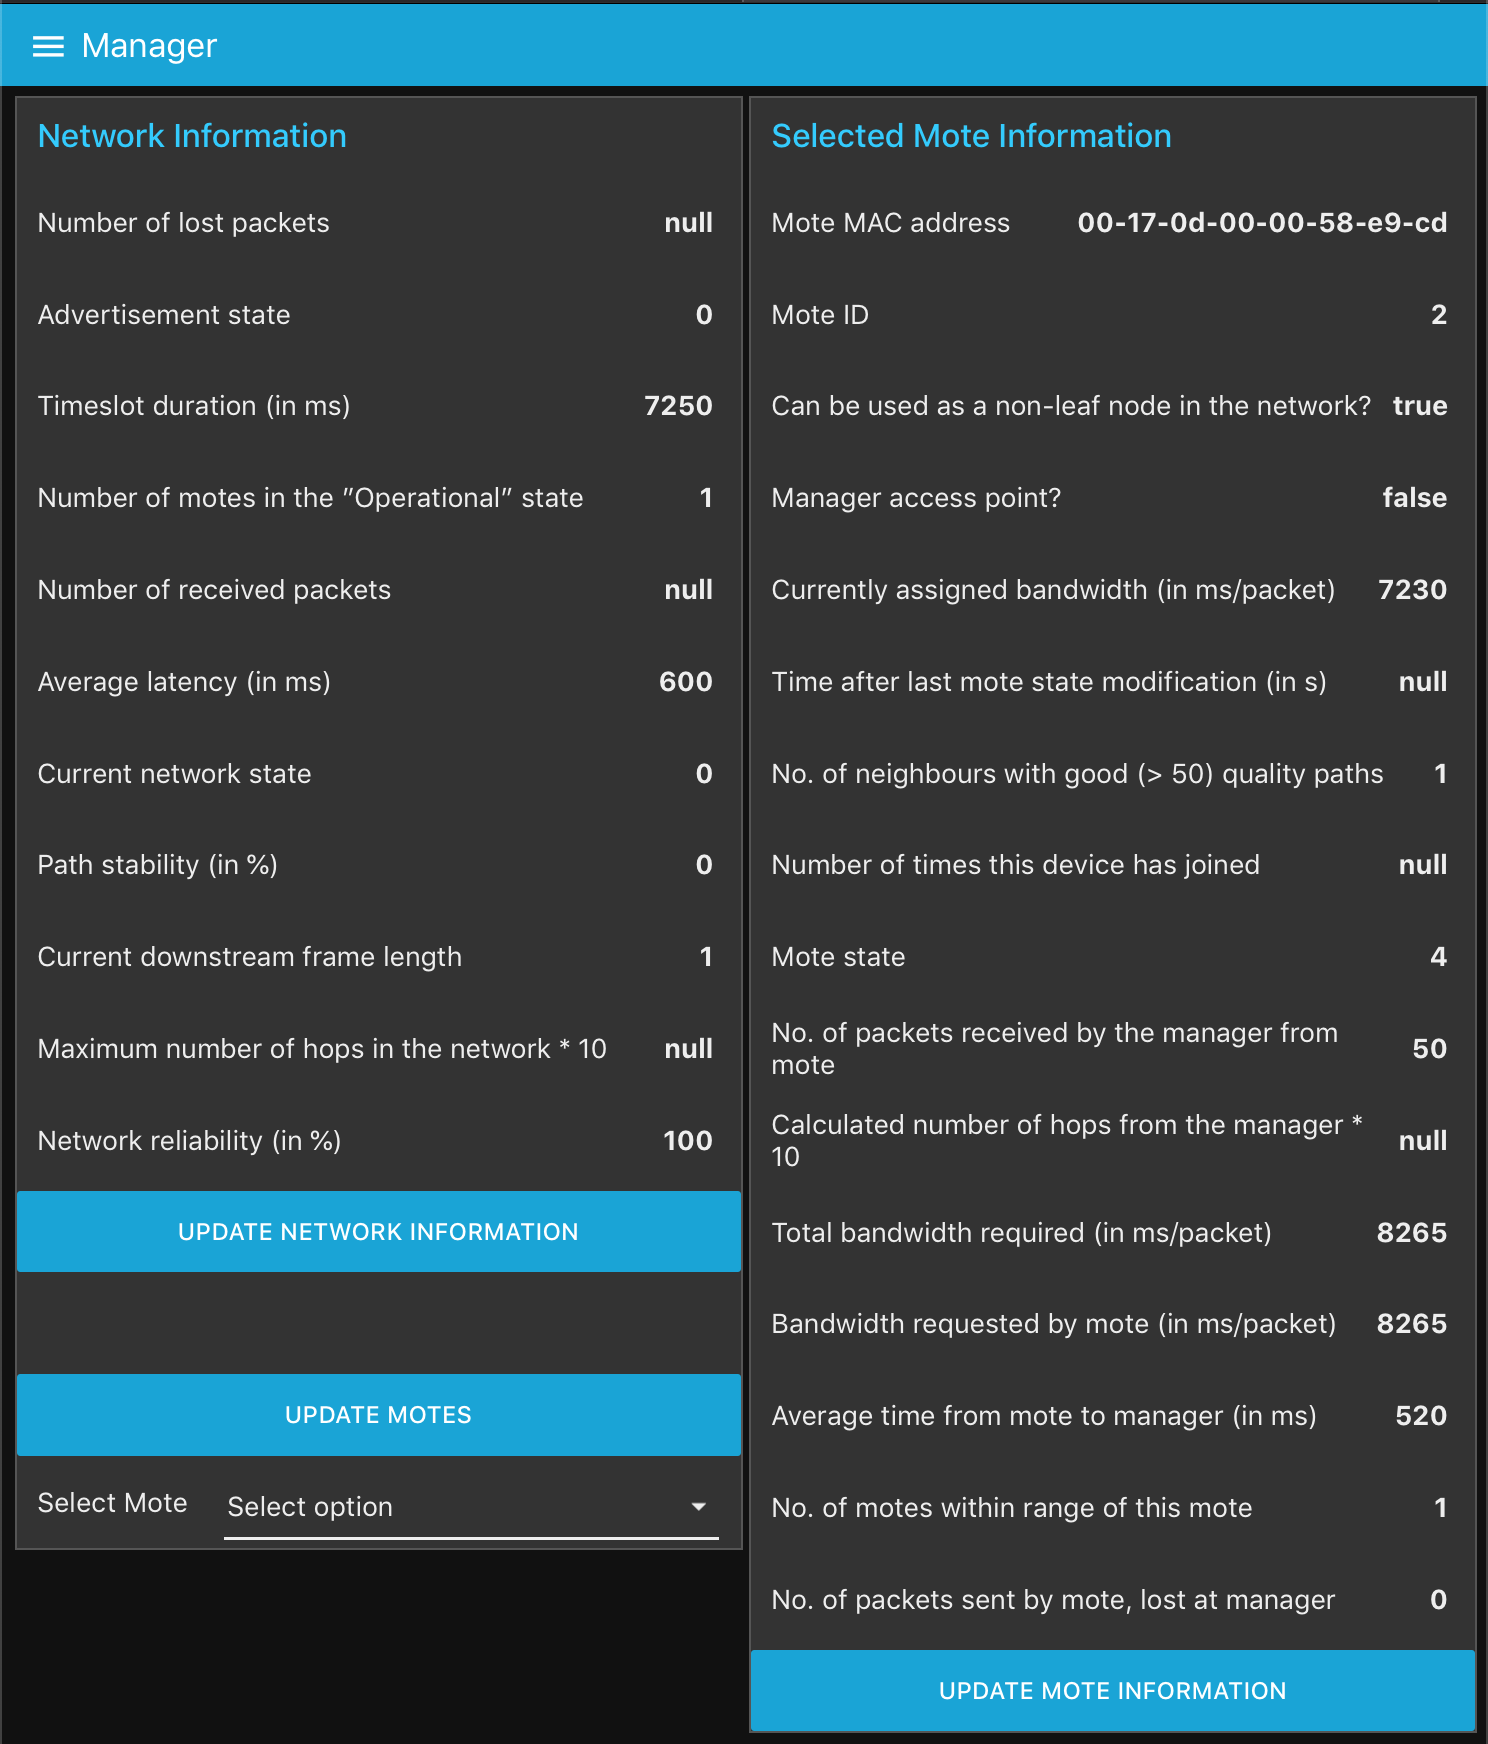 Manager
Network Information
Number of lost packets null
Advertisement state 0
Timeslot duration (in ms) 7250
Number of motes in the "Operational" state 1
Number of received packets null
Average latency (in ms) 600
Current network state 0
Path stability (in %) 0
Current downstream frame length 1
Maximum number of hops in the network * 10 null
Network reliability (in %) 100
UPDATE NETWORK INFORMATION
UPDATE MOTES
Select Mote Select option
Selected Mote Information
Mote MAC address 00-17-0d-00-00-58-e9-cd
Mote ID 2
Can be used as a non-leaf node in the network? true
Manager access point? false
Currently assigned bandwidth (in ms/packet) 7230
Time after last mote state modification (in s) null
No. of neighbours with good (> 50) quality paths 1
Number of times this device has joined null
Mote state 4
No. of packets received by the manager from
mote 50
Calculated number of hops from the manager *
10 null
Total bandwidth required (in ms/packet) 8265
Bandwidth requested by mote (in ms/packet) 8265
Average time from mote to manager (in ms) 520
No. of motes within range of this mote 1
No. of packets sent by mote, lost at manager 0
UPDATE MOTE INFORMATION